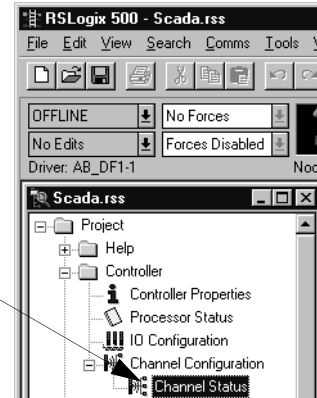 RSLogix 500 - Scada.rss
File Edit View Search Comms Tools
OFFLINE No Forces
No Edits Forces Disabled
Driver: AB_DF1-1
Scada.rss
Project
Help
Controller
Controller Properties
Processor Status
IO Configuration
Channel Configuration
Channel Status